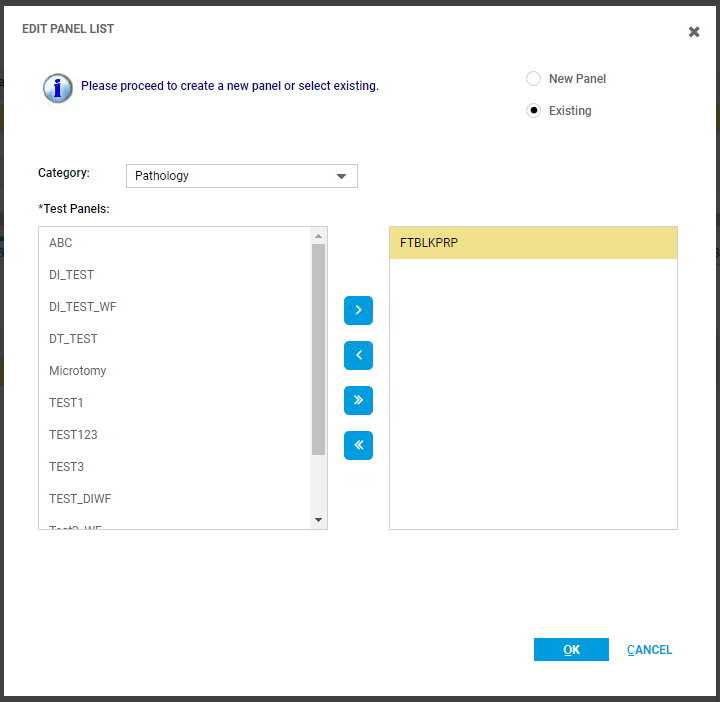 EDIT PANEL LIST
Please proceed to create a new panel or select existing.
New Panel
Existing
Category:
Pathology
*Test Panels:
ABC
DI_TEST
DI_TEST_WF
DT_TEST
Microtomy
TEST1
TEST123
TEST3
TEST_DIWF
FTBLKPRP
OK
CANCEL